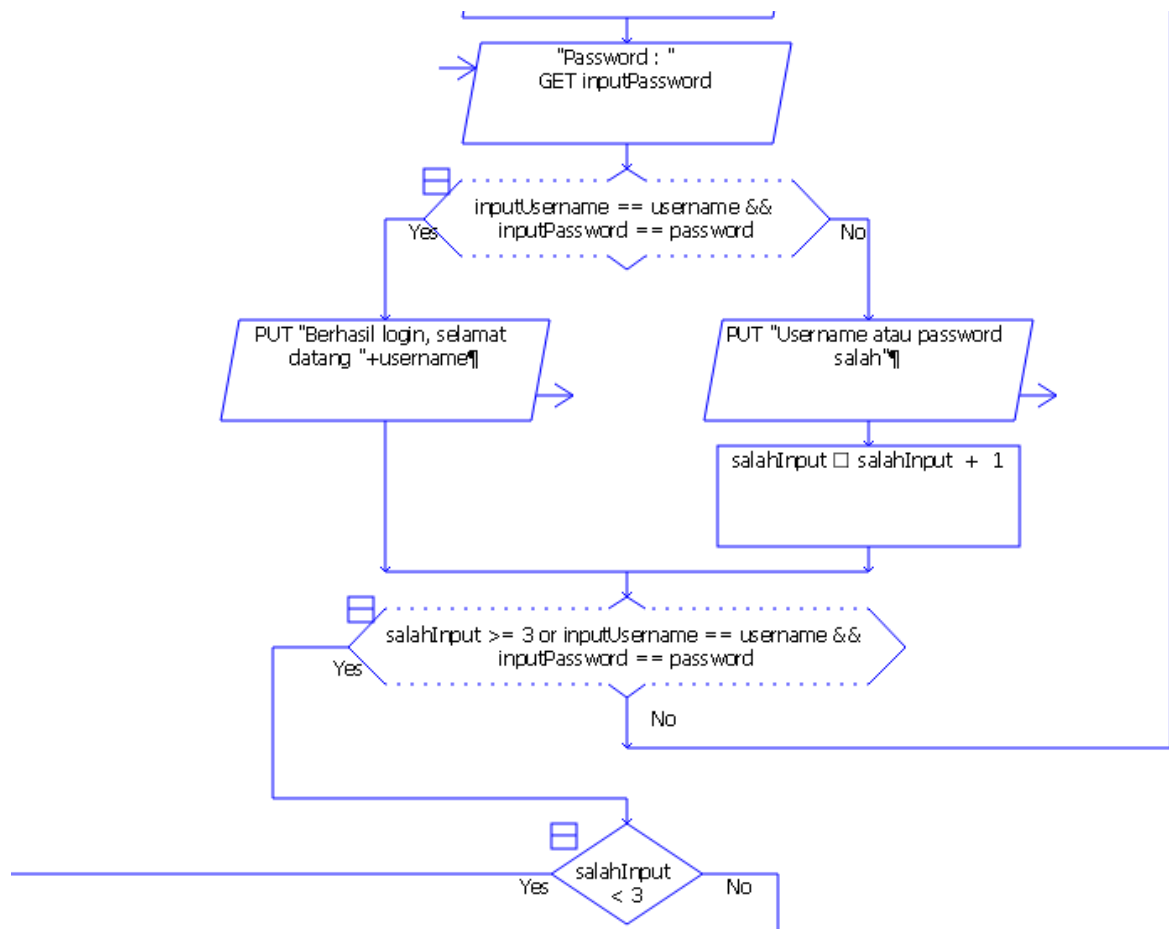 "Password : "
GET inputPassword
inputUsername == username &&
inputPassword == password
Yes
No
PUT "Berhasil login, selamat
datang "+username¶
PUT "Username atau password
salah"¶
salahInput □ salahInput + 1
salahInput >= 3 or inputUsername == username &&
inputPassword == password
Yes
No
salahInput
< 3
Yes
No